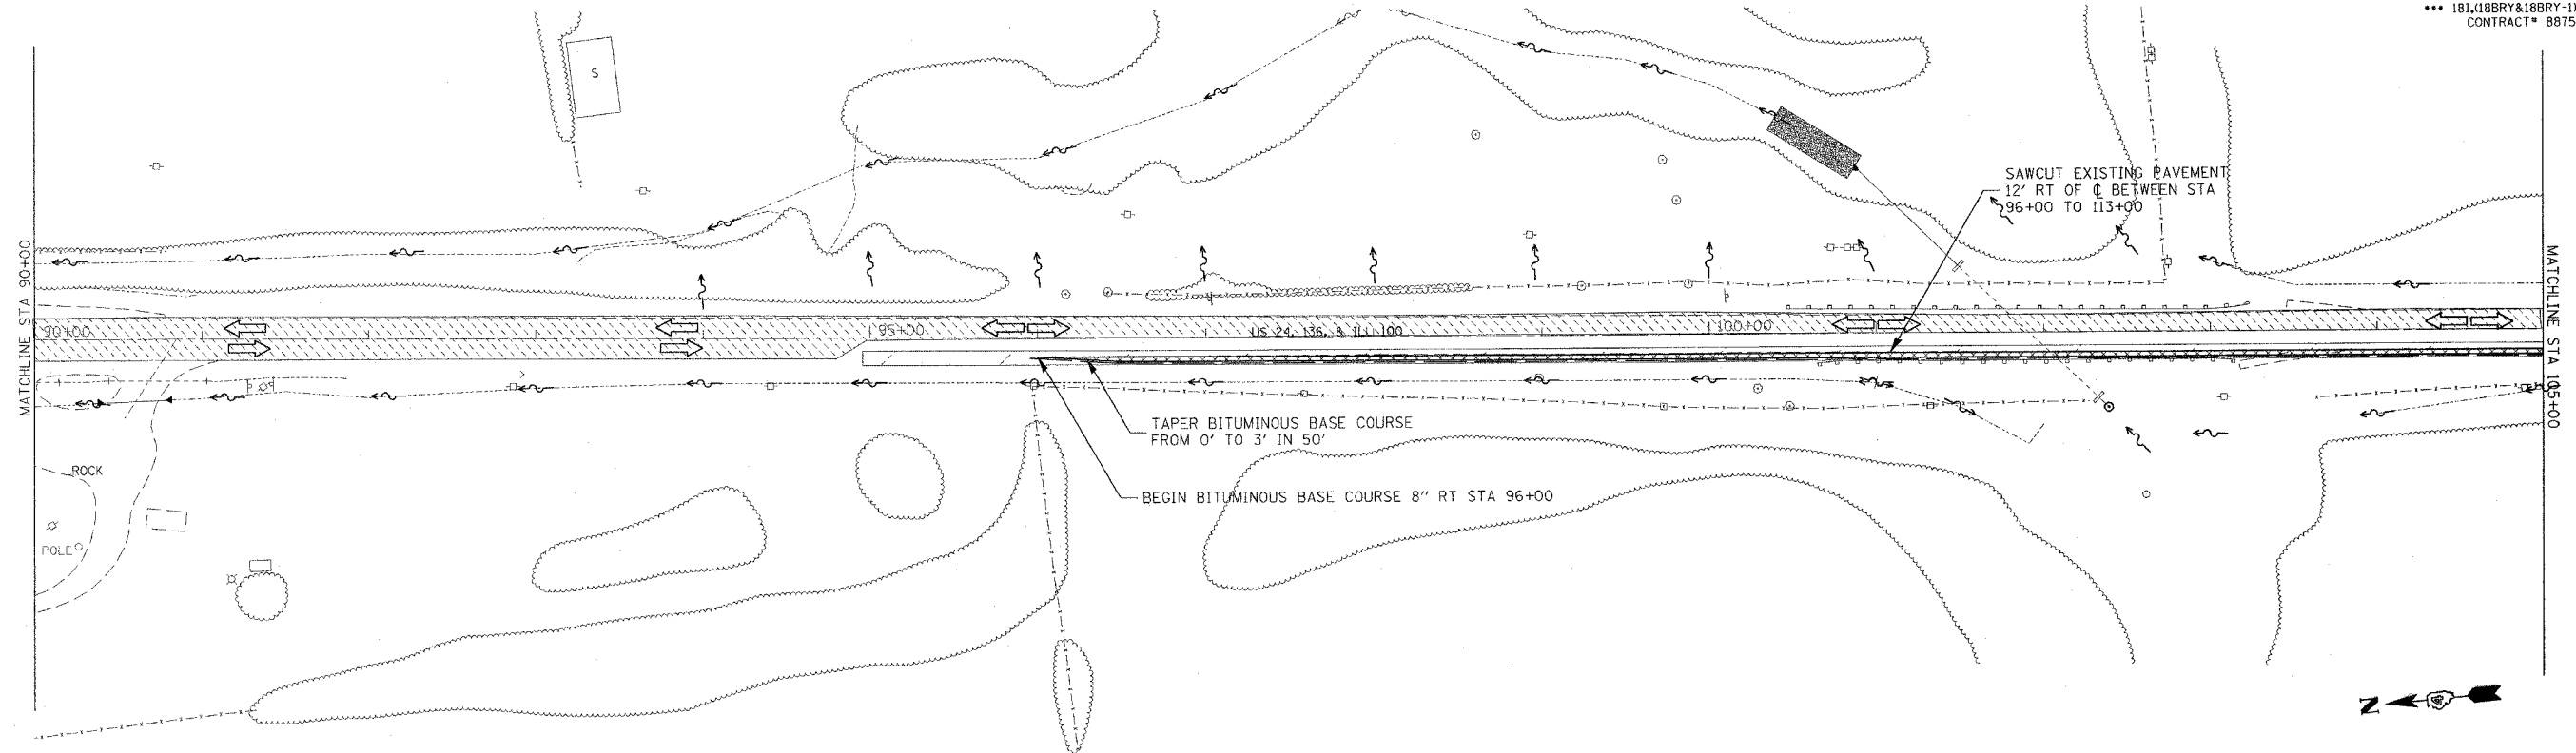 *** 18I,(18BRY&18BRY-1)
CONTRACT# 8875
S
SAWCUT EXISTING PAVEMENT
12' RT OF ℄ BETWEEN STA
96+00 TO 113+00
MATCHLINE STA 90+00
MATCHLINE STA 105+00
90+00
95+00
US 24, 136, & ILL 100
100+00
P
P
TAPER BITUMINOUS BASE COURSE
FROM 0' TO 3' IN 50'
BEGIN BITUMINOUS BASE COURSE 8'' RT STA 96+00
ROCK
POLE
N